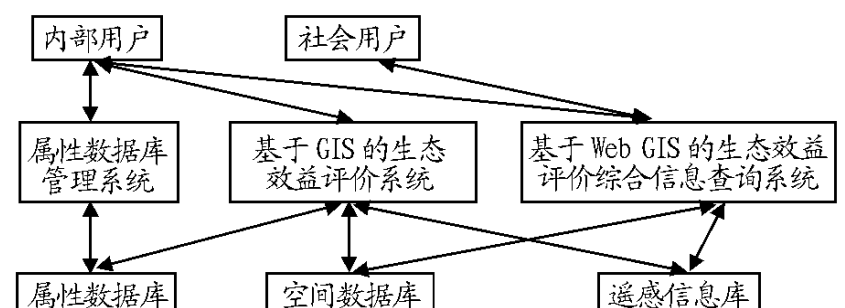 内部用户
社会用户
属性数据库
管理系统
基于 GIS 的生态
效益评价系统
基于 Web GIS 的生态效益
评价综合信息查询系统
属性数据库
空间数据库
遥感信息库